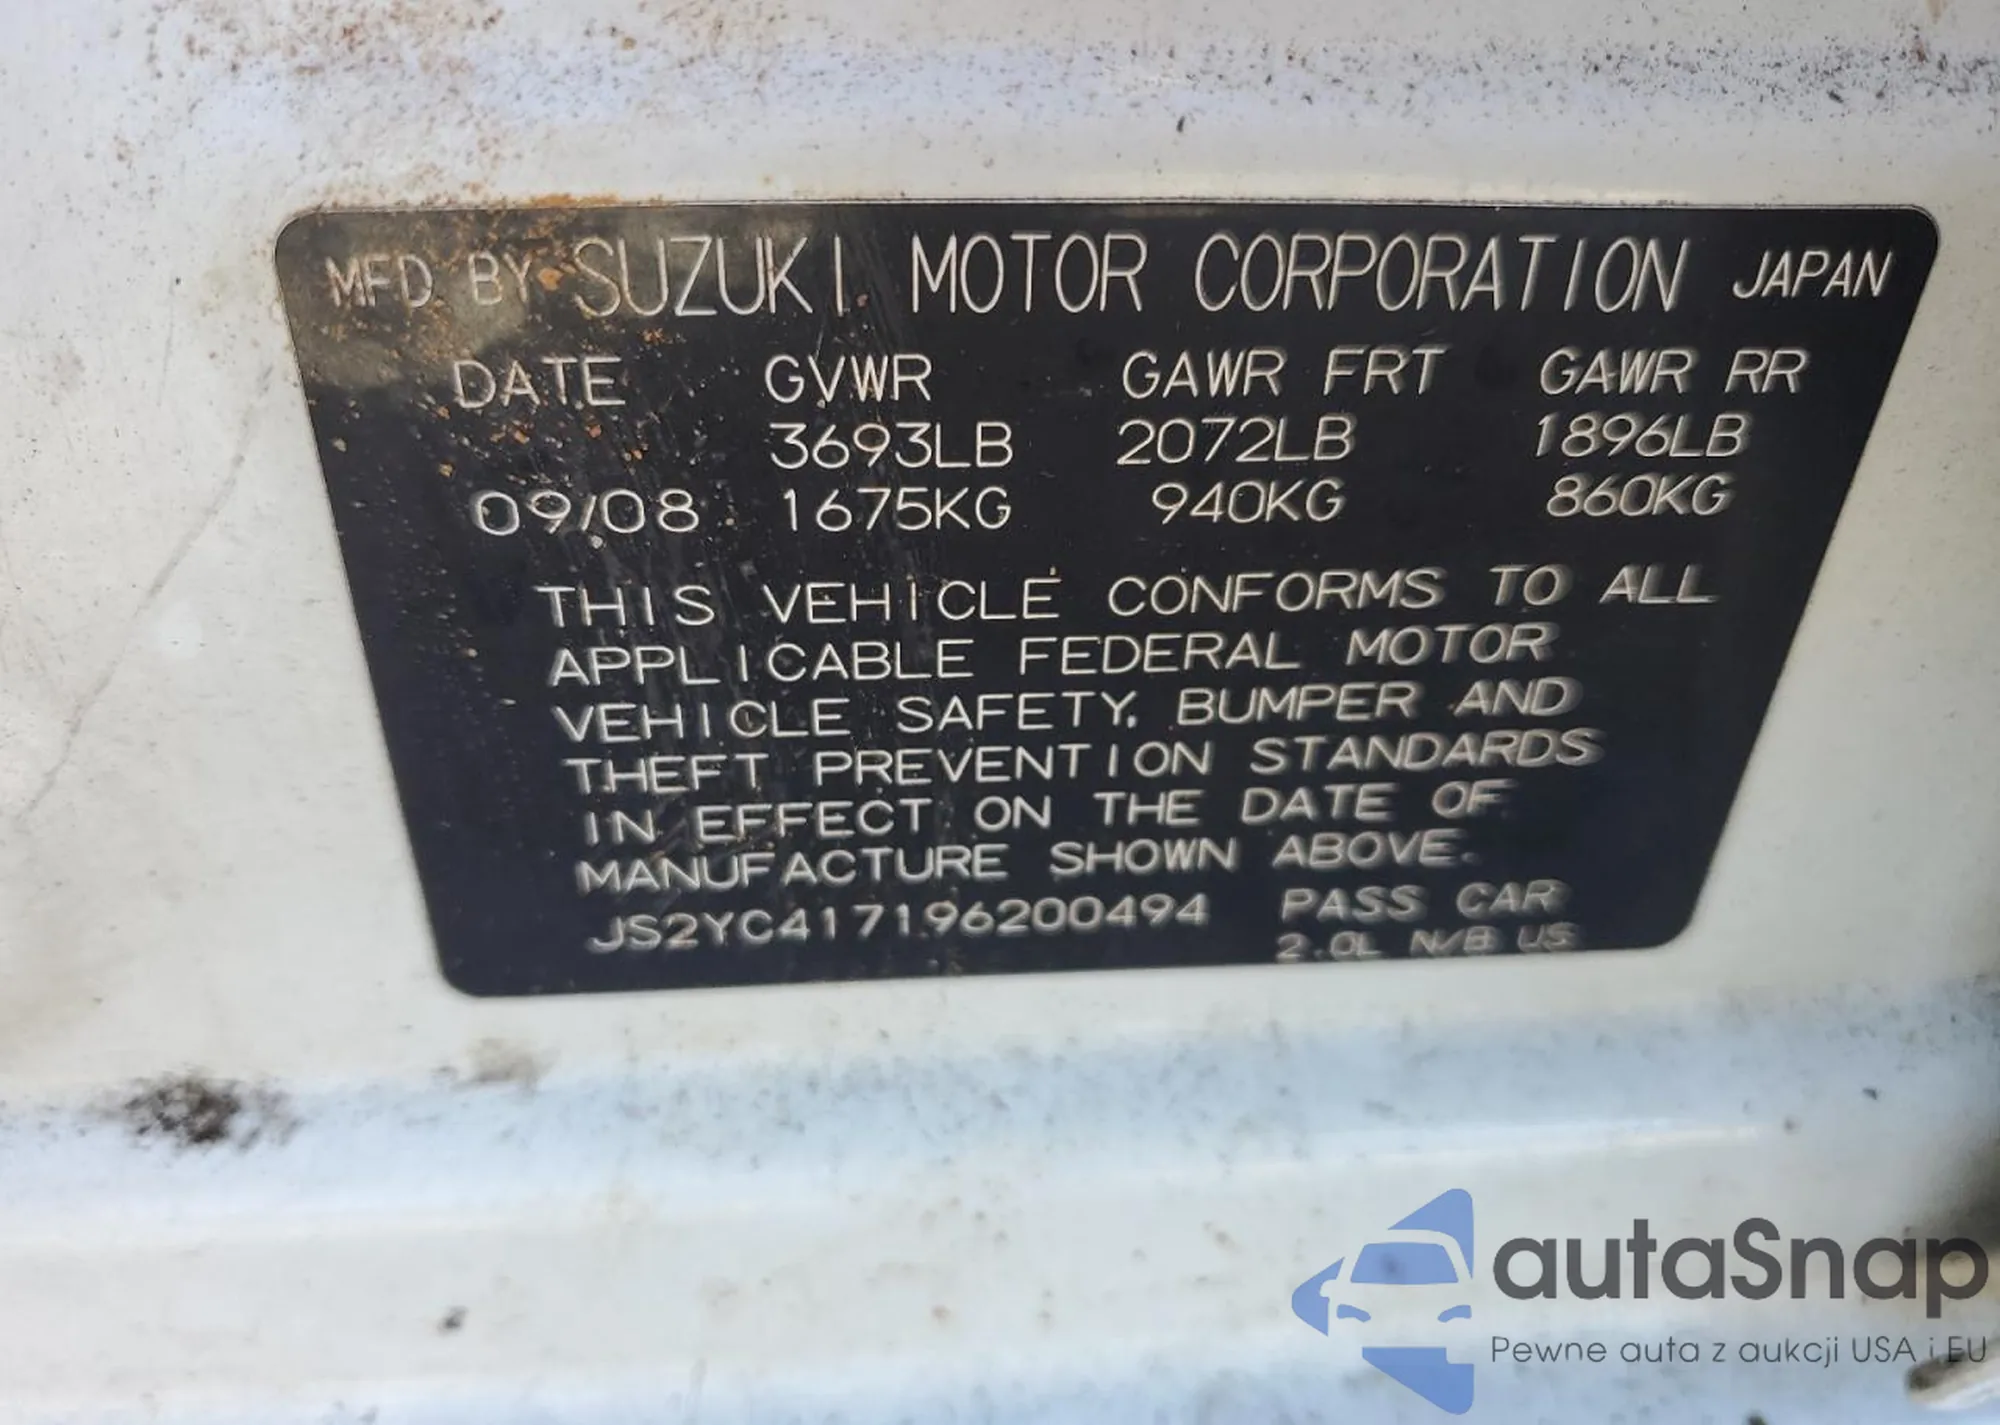 MFD BY SUZUKI MOTOR CORPORATION JAPAN
DATE GVWR GAWR FRT GAWR RR
3693LB 2072LB 1896LB
09/08 1675KG 940KG 860KG
THIS VEHICLE CONFORMS TO ALL
APPLICABLE FEDERAL MOTOR
VEHICLE SAFETY, BUMPER AND
THEFT PREVENTION STANDARDS
IN EFFECT ON THE DATE OF
MANUFACTURE SHOWN ABOVE.
JS2YC417196200494 PASS CAR
2.0L N/B US
autaSnap
Pewne auta z aukcji USA i EU